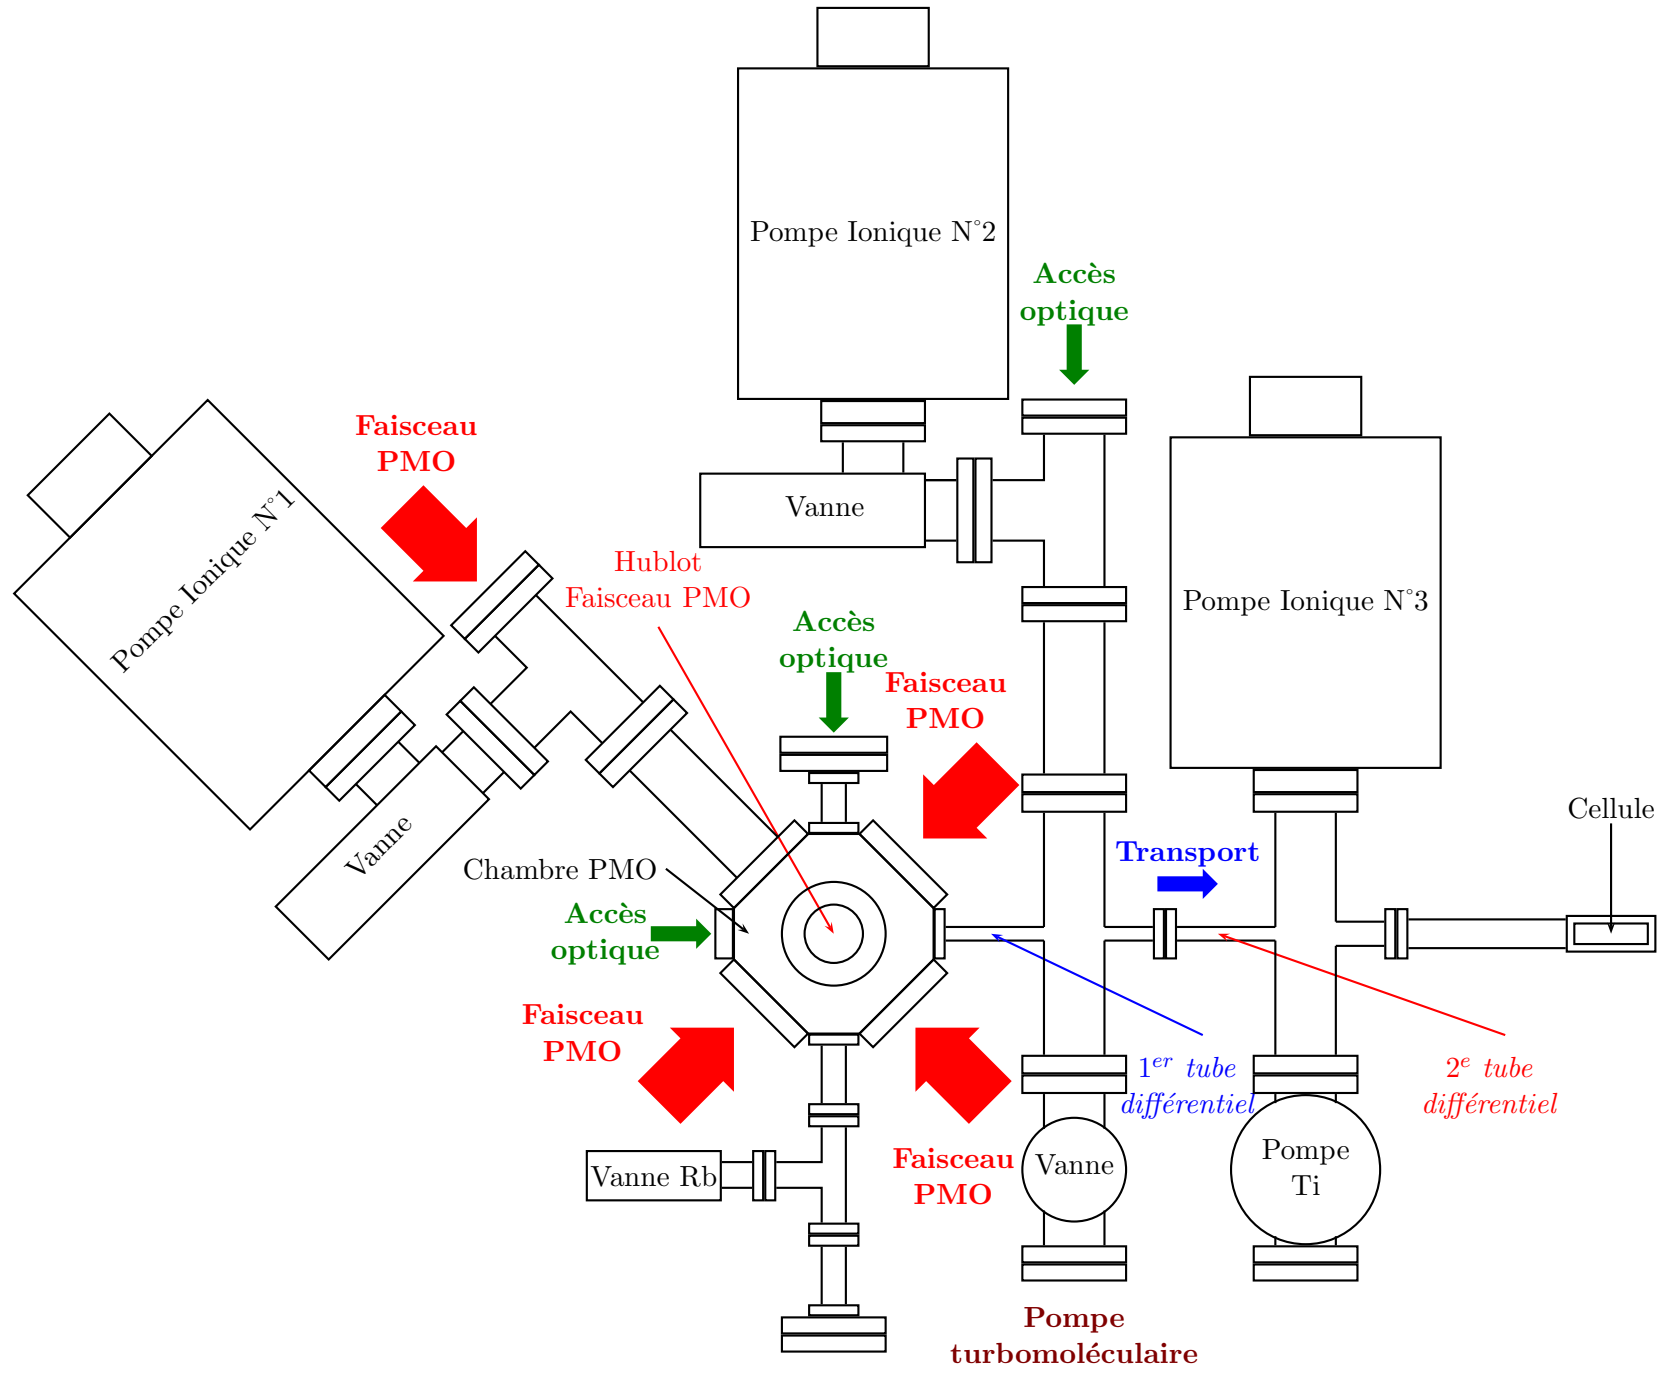 Pompe Ionique N°2
Accès
optique
Faisceau
PMO
Pompe Ionique N°1
Vanne
Hublot
Faisceau PMO
Pompe Ionique N°3
Accès
optique
Faisceau
PMO
Vanne
Chambre PMO
Transport
Cellule
Accès
optique
Faisceau
PMO
1er tube
différentiel
2e tube
différentiel
Faisceau
PMO
Vanne
Pompe
Ti
Vanne Rb
Pompe
turbomoléculaire